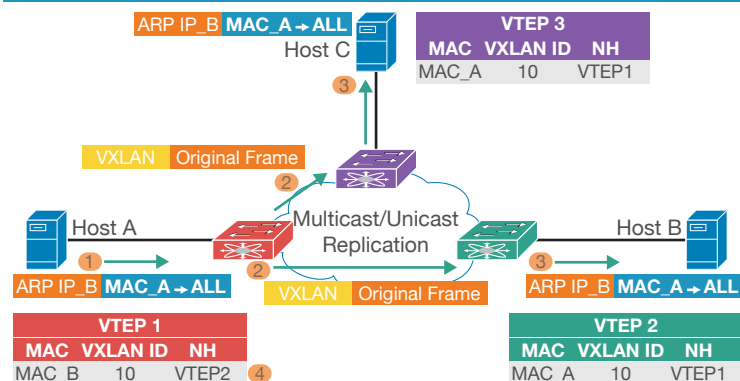 ARP IP_B MAC_A → ALL
Host C
VTEP 3
MAC VXLAN ID NH
MAC_A 10 VTEP1
3
VXLAN Original Frame
2
Multicast/Unicast
Replication
Host A
1
ARP IP_B MAC_A → ALL
2
VXLAN Original Frame
Host B
3
ARP IP_B MAC_A → ALL
VTEP 1
MAC VXLAN ID NH
MAC_B 10 VTEP2
4
VTEP 2
MAC VXLAN ID NH
MAC_A 10 VTEP1